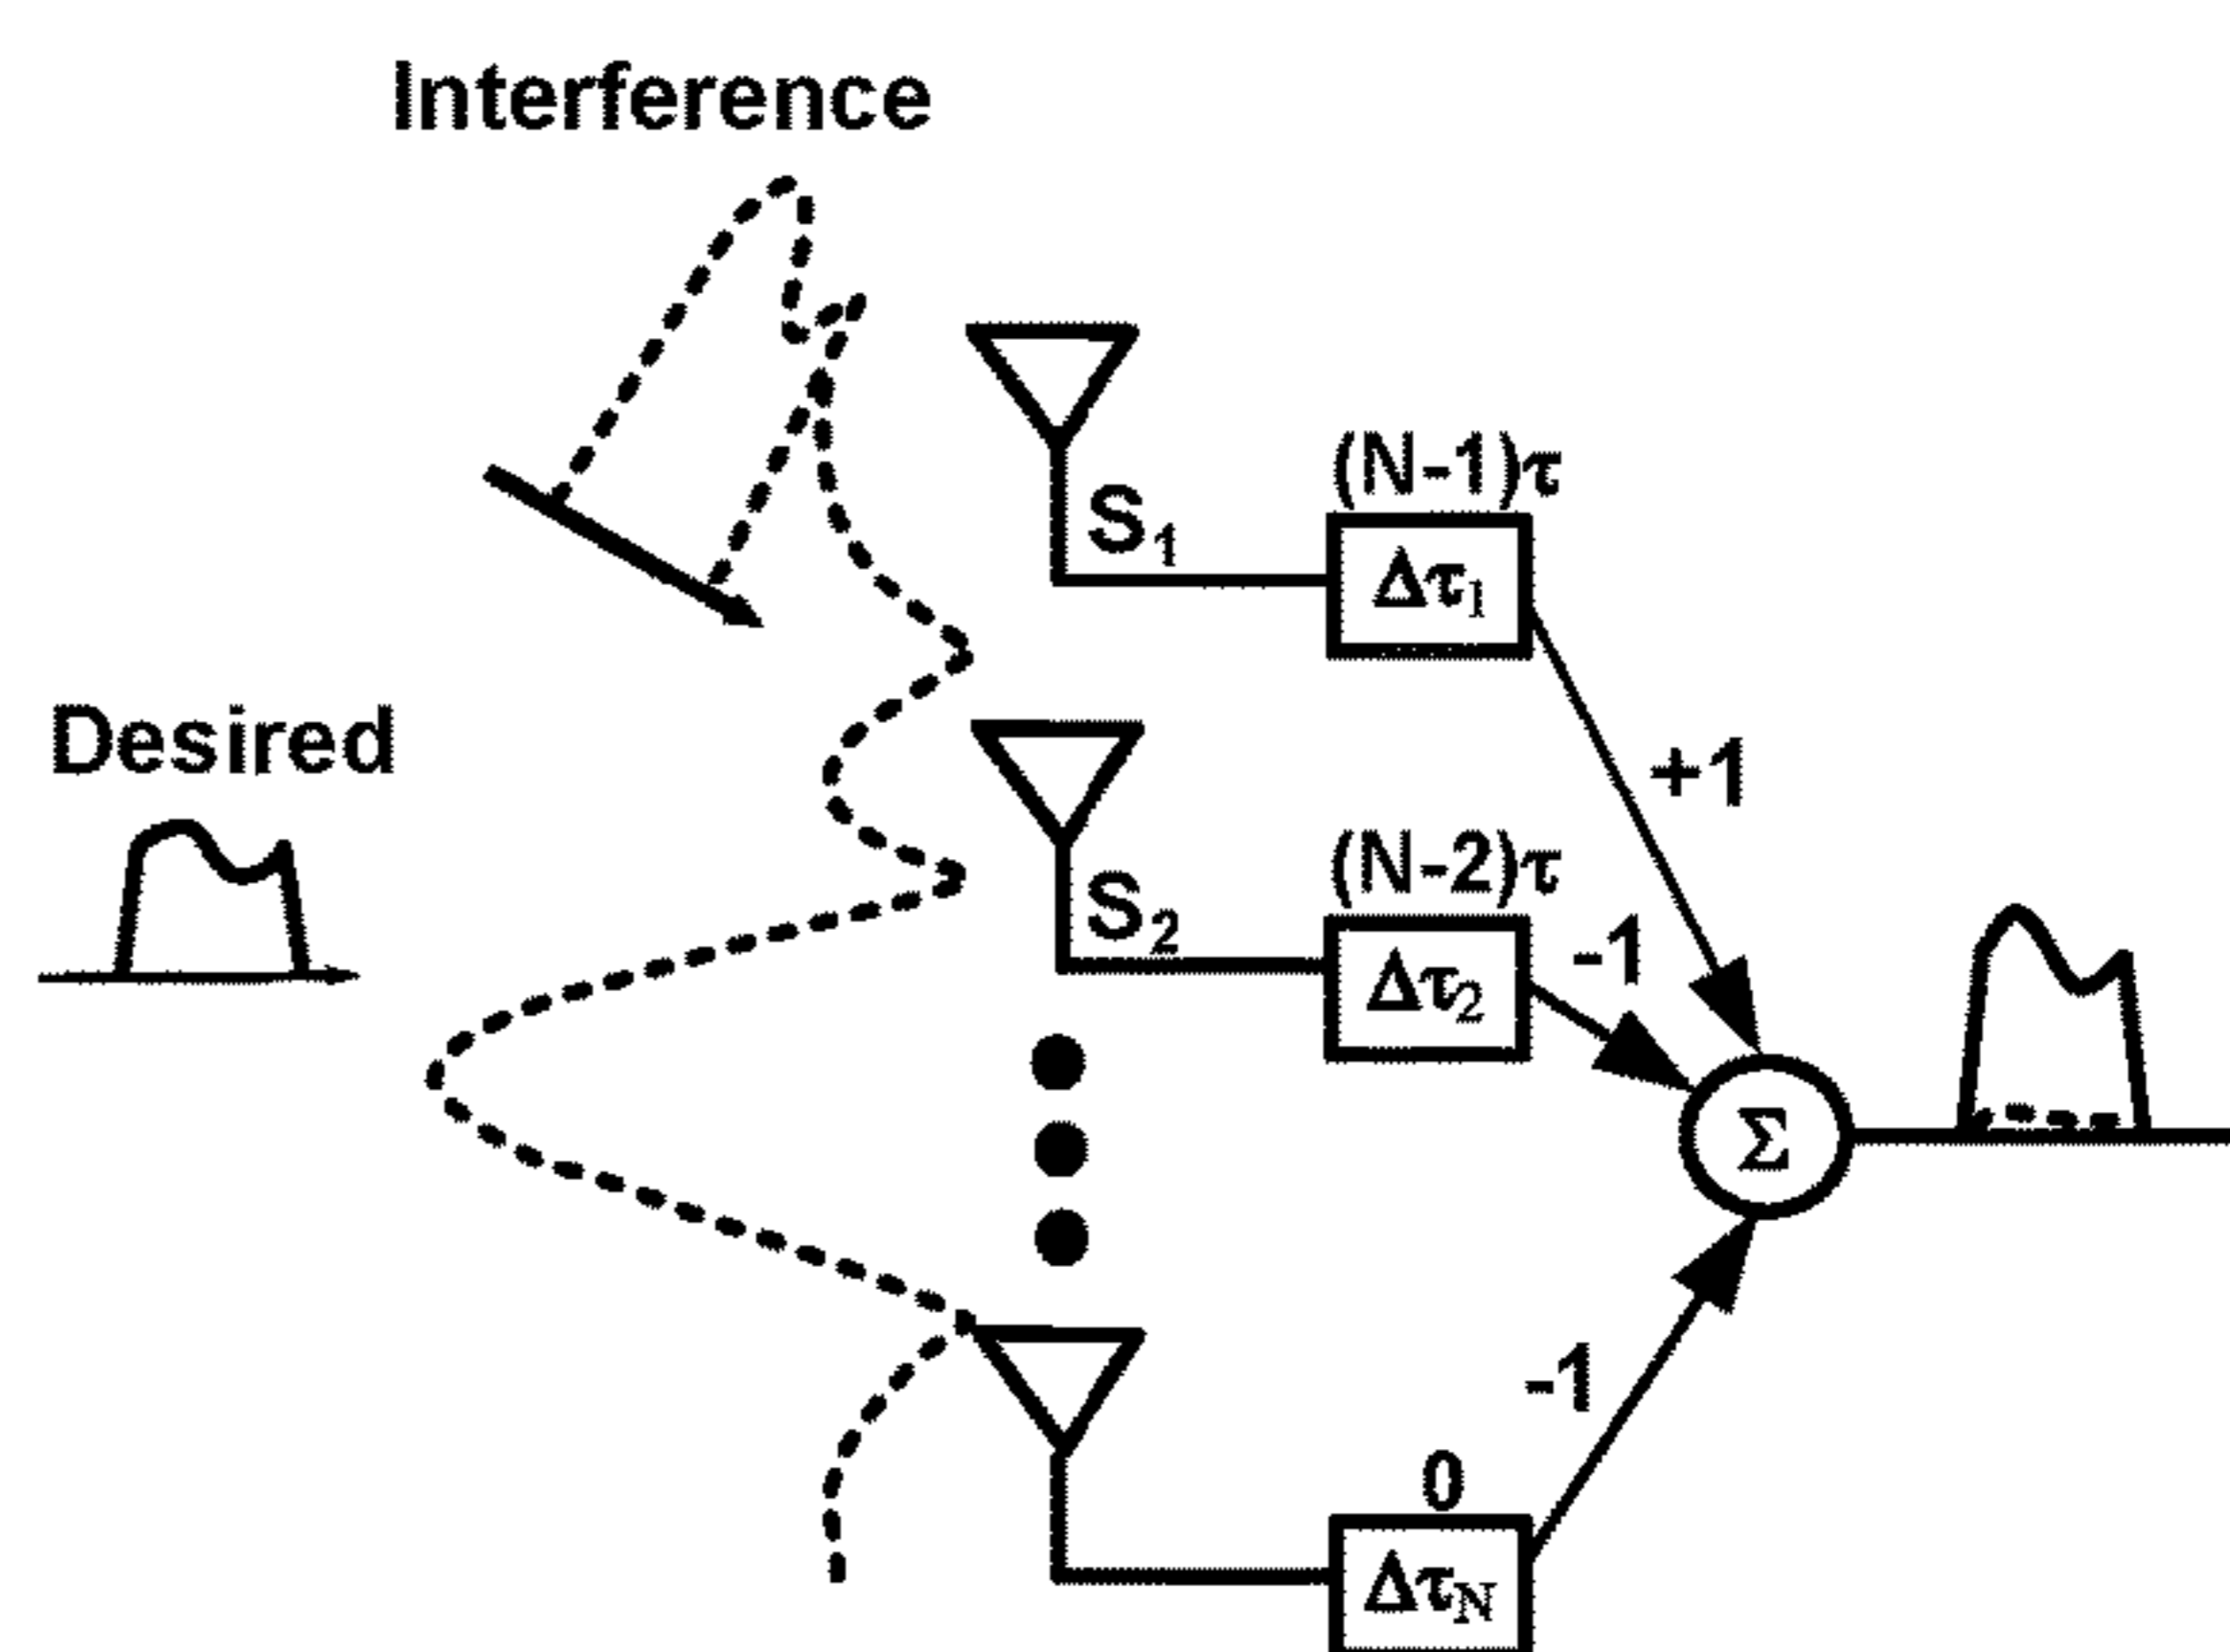 Interference
(N-1)τ
S1
Δτ1
Desired
+1
(N-2)τ
S2
-1
Δτ2
Σ
-1
0
ΔτN